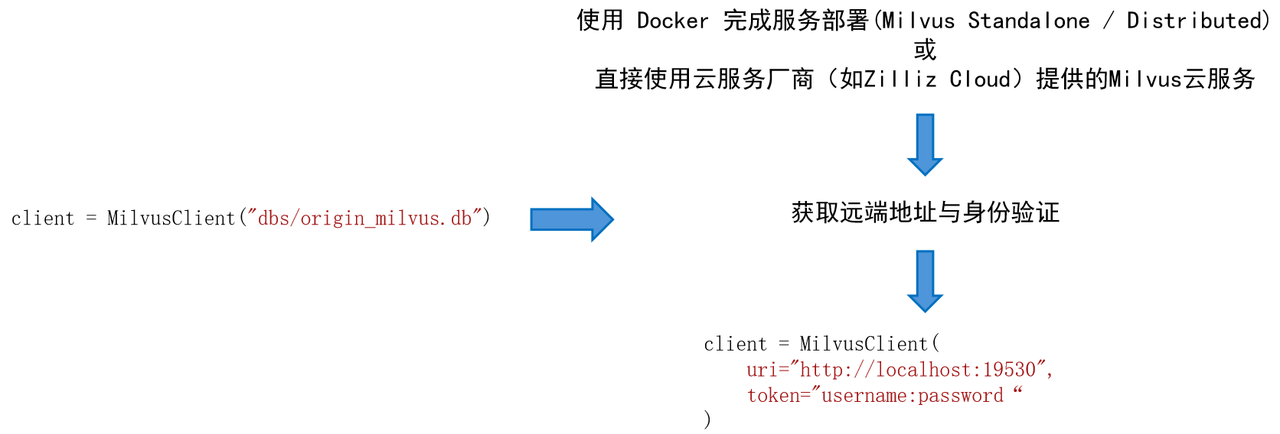 使用 Docker 完成服务部署(Milvus Standalone / Distributed)
或
直接使用云服务厂商（如Zilliz Cloud）提供的Milvus云服务
client = MilvusClient("dbs/origin_milvus.db")
获取远端地址与身份验证
client = MilvusClient(
    uri="http://localhost:19530",
    token="username:password“
)